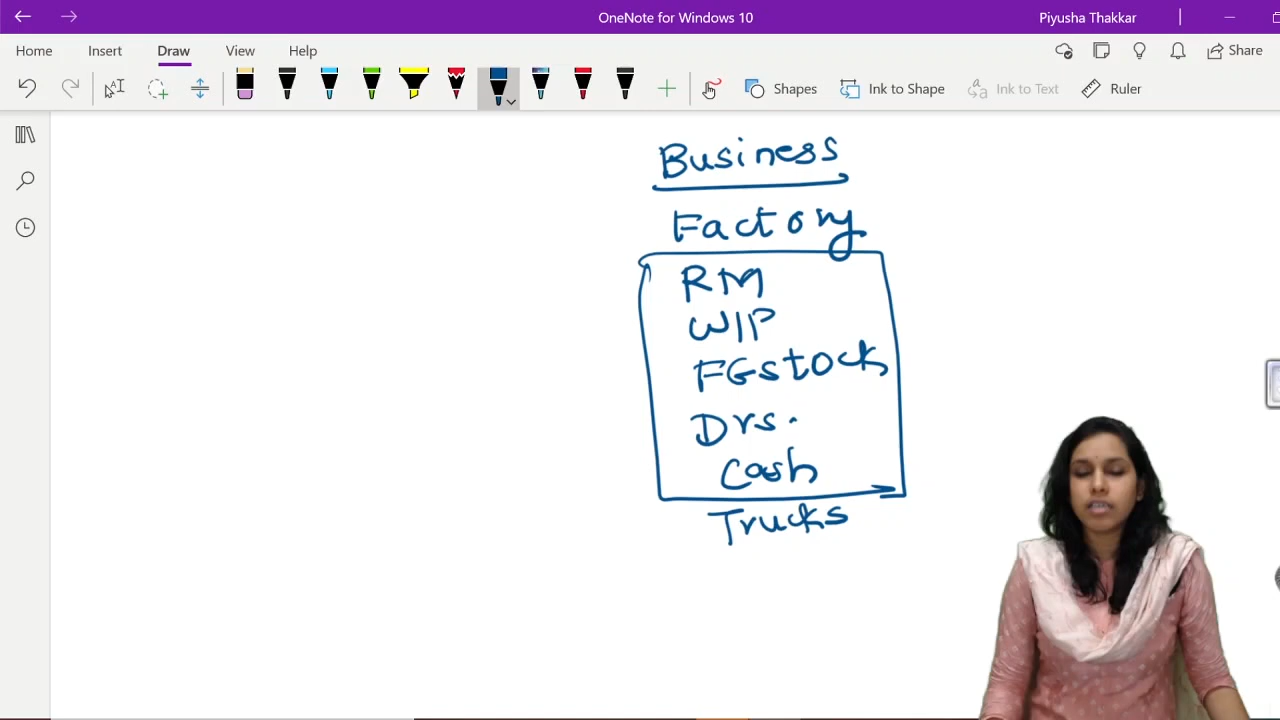 OneNote for Windows 10
Piyusha Thakkar
Home Insert Draw View Help
Share
Shapes Ink to Shape Ink to Text Ruler
Business
Factory
RM
WIP
FGstock
Drs.
Cash
Trucks